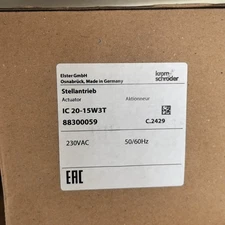 Elster GmbH
Osnabrück, Made in Germany
krom
schroder
Stellantrieb
Actuator Aktionneur
IC 20-15W3T
88300059 C.2429
230VAC 50/60Hz
EAC